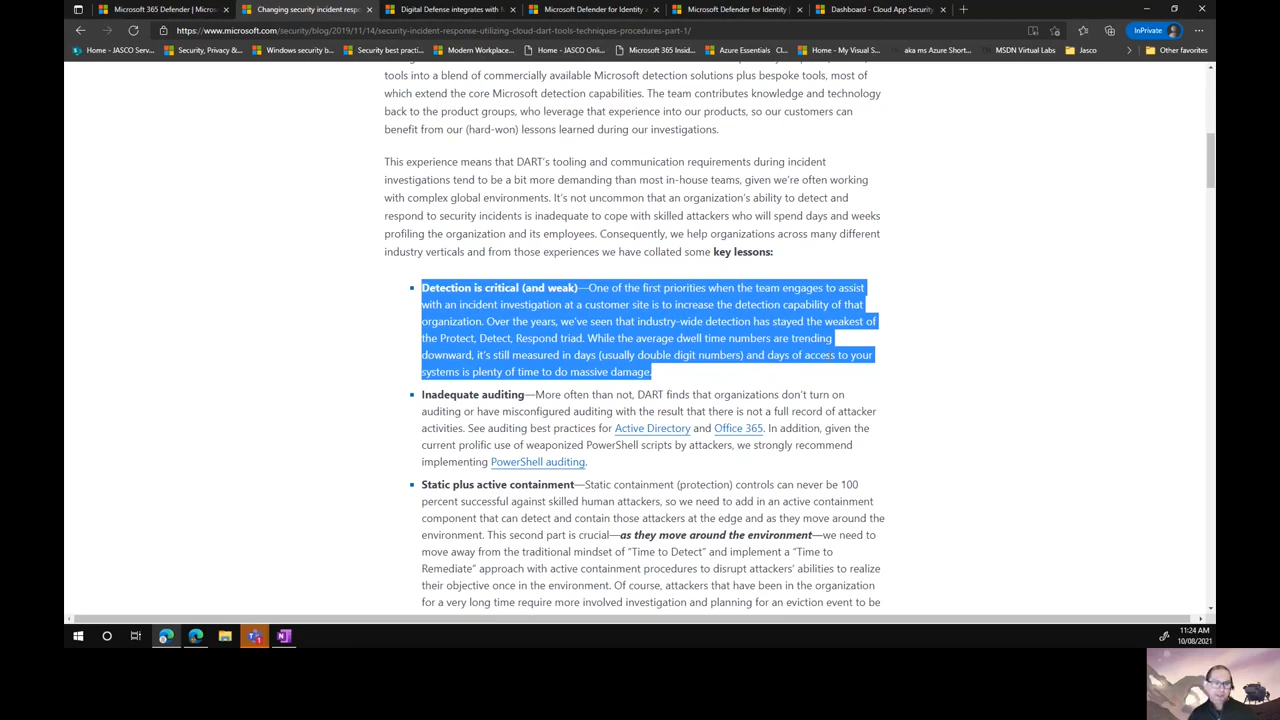 Microsoft 365 Defender | Micros
Changing security incident resp
Digital Defense integrates with M
Microsoft Defender for Identity a
Microsoft Defender for Identity |
Dashboard - Cloud App Security
https://www.microsoft.com/security/blog/2019/11/14/security-incident-response-utilizing-cloud-dart-tools-techniques-procedures-part-1/
InPrivate
Home - JASCO Serv...
Security, Privacy &...
Windows security b...
Security best practi...
Modern Workplace...
Home - JASCO Onli...
Microsoft 365 Insid...
Azure Essentials Cl...
Home - My Visual S...
aka ms Azure Short...
MSDN Virtual Labs
Jasco
Other favorites
tools into a blend of commercially available Microsoft detection solutions plus bespoke tools, most of
which extend the core Microsoft detection capabilities. The team contributes knowledge and technology
back to the product groups, who leverage that experience into our products, so our customers can
benefit from our (hard-won) lessons learned during our investigations.
This experience means that DART's tooling and communication requirements during incident
investigations tend to be a bit more demanding than most in-house teams, given we're often working
with complex global environments. It's not uncommon that an organization's ability to detect and
respond to security incidents is inadequate to cope with skilled attackers who will spend days and weeks
profiling the organization and its employees. Consequently, we help organizations across many different
industry verticals and from those experiences we have collated some key lessons:
Detection is critical (and weak)—One of the first priorities when the team engages to assist
with an incident investigation at a customer site is to increase the detection capability of that
organization. Over the years, we've seen that industry-wide detection has stayed the weakest of
the Protect, Detect, Respond triad. While the average dwell time numbers are trending
downward, it's still measured in days (usually double digit numbers) and days of access to your
systems is plenty of time to do massive damage.
Inadequate auditing—More often than not, DART finds that organizations don't turn on
auditing or have misconfigured auditing with the result that there is not a full record of attacker
activities. See auditing best practices for Active Directory and Office 365. In addition, given the
current prolific use of weaponized PowerShell scripts by attackers, we strongly recommend
implementing PowerShell auditing.
Static plus active containment—Static containment (protection) controls can never be 100
percent successful against skilled human attackers, so we need to add in an active containment
component that can detect and contain those attackers at the edge and as they move around the
environment. This second part is crucial—as they move around the environment—we need to
move away from the traditional mindset of "Time to Detect" and implement a "Time to
Remediate" approach with active containment procedures to disrupt attackers' abilities to realize
their objective once in the environment. Of course, attackers that have been in the organization
for a very long time require more involved investigation and planning for an eviction event to be
11:24 AM
10/08/2021